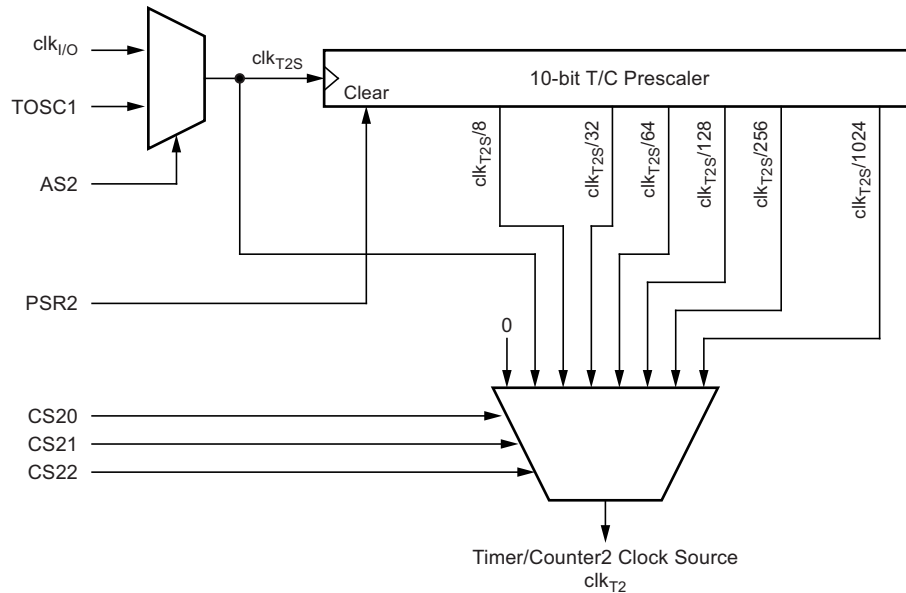 clkI/O
clkT2S
10-bit T/C Prescaler
Clear
TOSC1
clkT2S/8
clkT2S/32
clkT2S/64
clkT2S/128
clkT2S/256
clkT2S/1024
AS2
PSR2
0
CS20
CS21
CS22
Timer/Counter2 Clock Source
clkT2